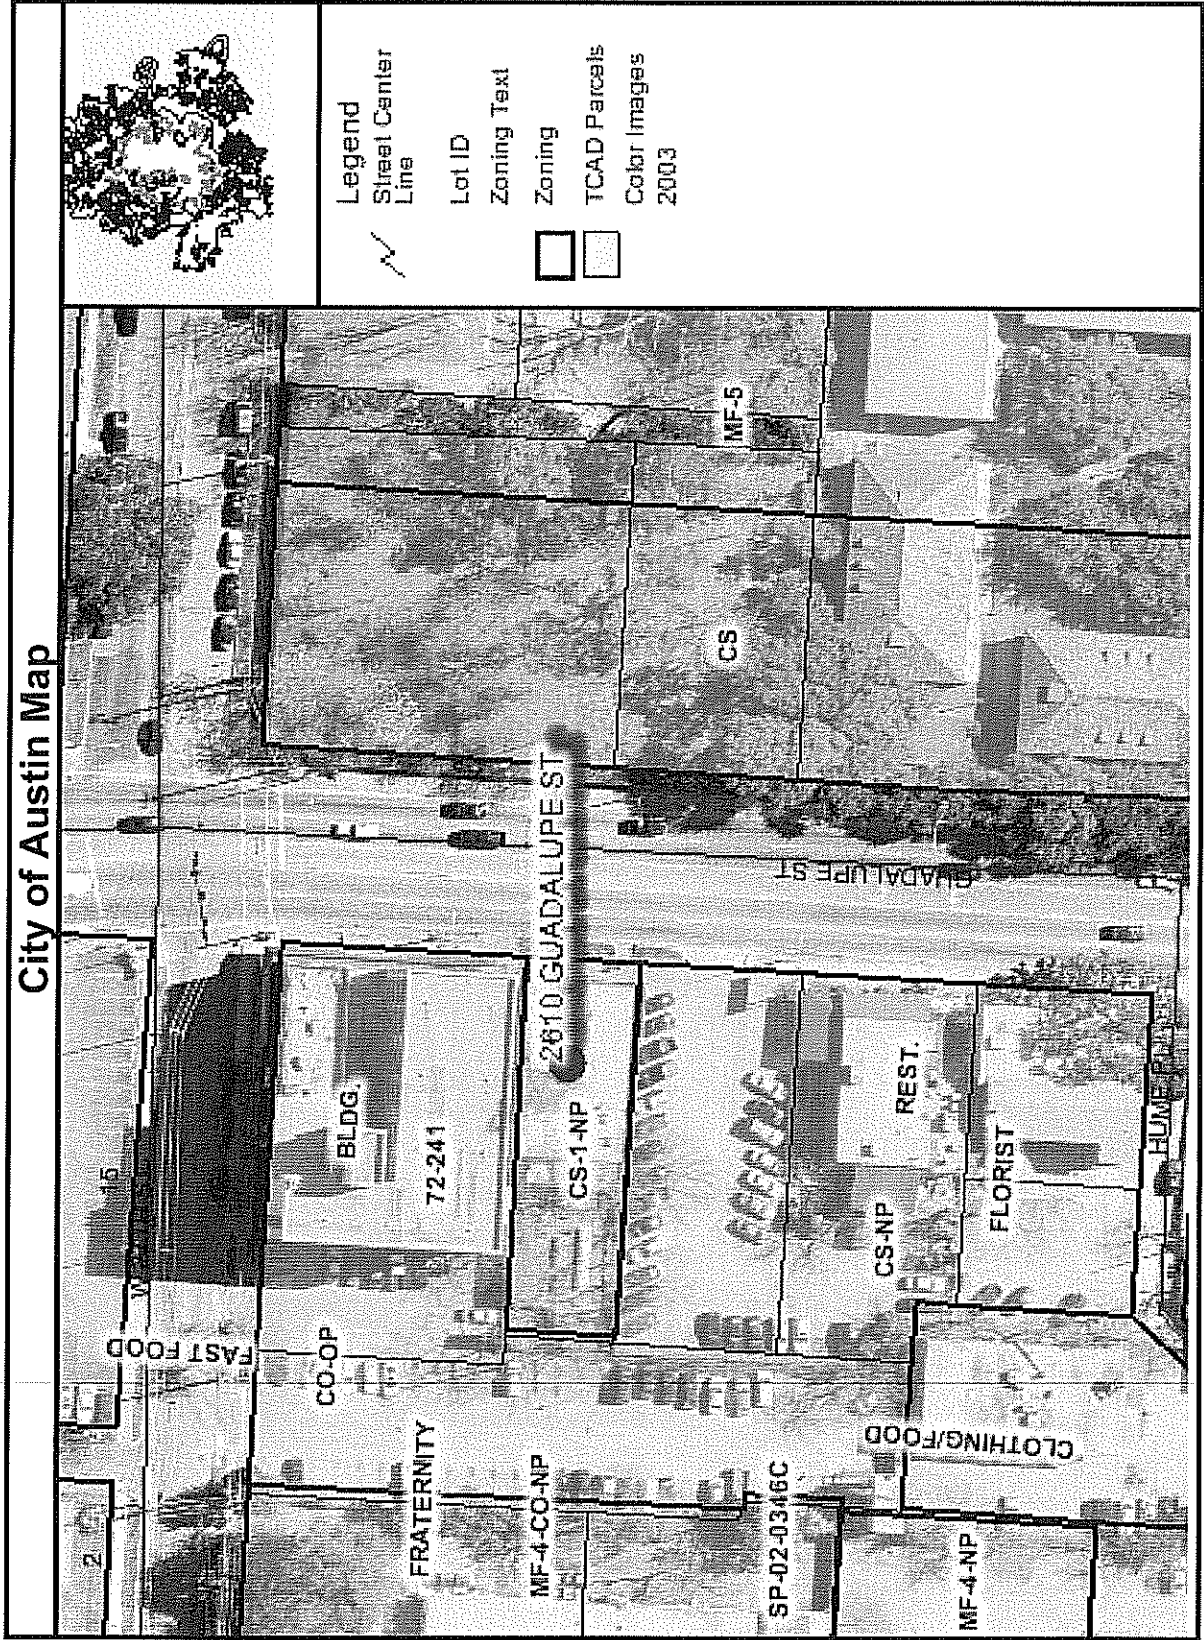 City of Austin Map
Legend
Street Center
Line
Lot ID
Zoning Text
Zoning
TCAD Parcels
Color Images
2003
2
15
FAST FOOD
CO-OP
BLDG.
72-241
FRATERNITY
MF-4-CO-NP
CS-1-NP
2610 GUADALUPE ST
GUADALUPE ST
MF-5
CS
SP-02-0346C
CS-NP
REST.
FLORIST
CLOTHING/FOOD
MF-4-NP